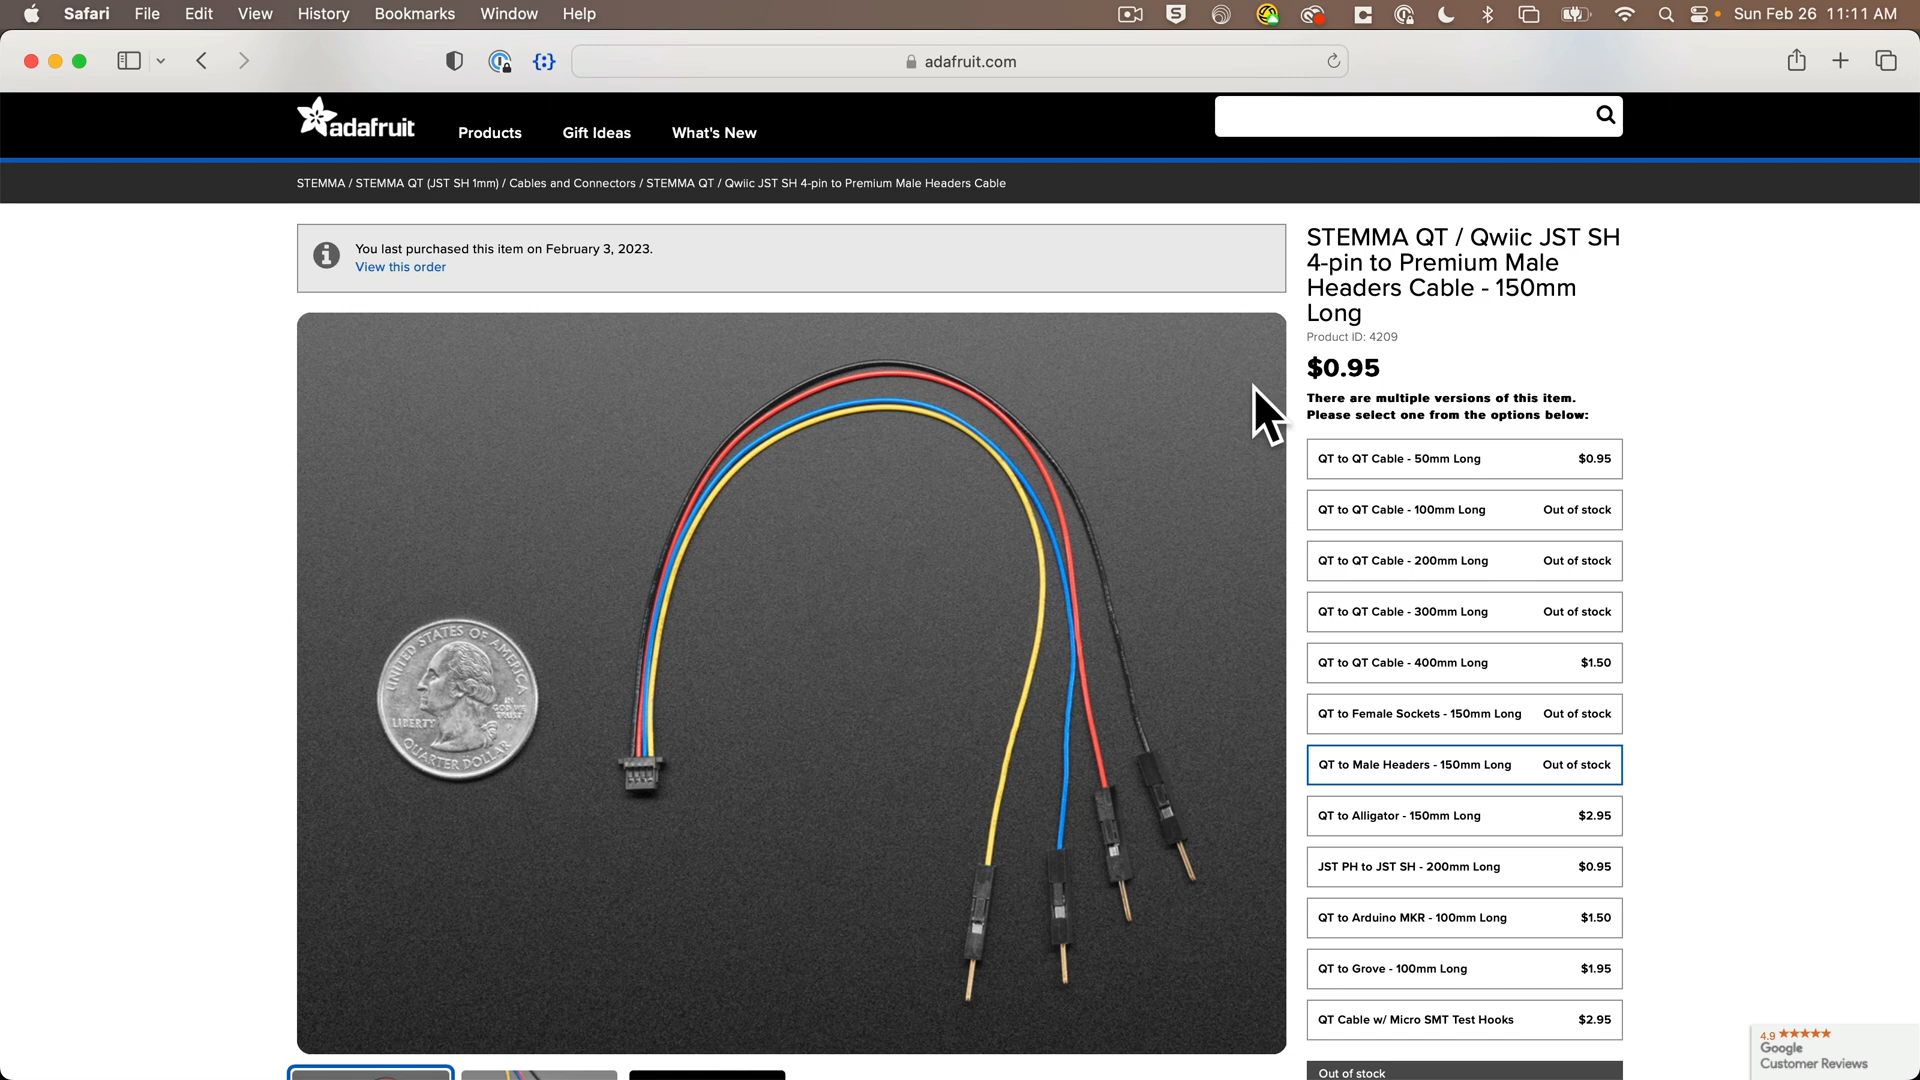 Safari File Edit View History Bookmarks Window Help Sun Feb 26 11:11 AM
adafruit.com
adafruit Products Gift Ideas What's New
STEMMA / STEMMA QT (JST SH 1mm) / Cables and Connectors / STEMMA QT / Qwiic JST SH 4-pin to Premium Male Headers Cable
You last purchased this item on February 3, 2023.
View this order
UNITED STATES OF AMERICA
LIBERTY
IN
GOD WE
TRUST
QUARTER DOLLAR
STEMMA QT / Qwiic JST SH
4-pin to Premium Male
Headers Cable - 150mm
Long
Product ID: 4209
$0.95
There are multiple versions of this item.
Please select one from the options below:
QT to QT Cable - 50mm Long $0.95
QT to QT Cable - 100mm Long Out of stock
QT to QT Cable - 200mm Long Out of stock
QT to QT Cable - 300mm Long Out of stock
QT to QT Cable - 400mm Long $1.50
QT to Female Sockets - 150mm Long Out of stock
QT to Male Headers - 150mm Long Out of stock
QT to Alligator - 150mm Long $2.95
JST PH to JST SH - 200mm Long $0.95
QT to Arduino MKR - 100mm Long $1.50
QT to Grove - 100mm Long $1.95
QT Cable w/ Micro SMT Test Hooks $2.95
Out of stock
4.9 ★★★★★
Google
Customer Reviews